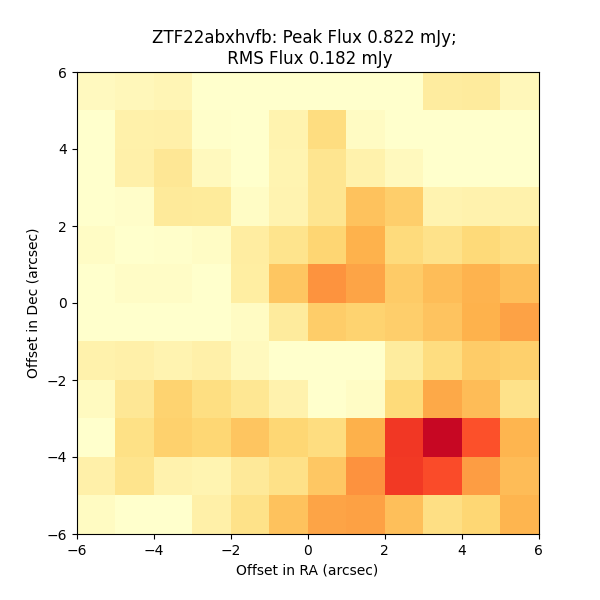 ZTF22abxhvfb: Peak Flux 0.822 mJy;
RMS Flux 0.182 mJy
6
4
2
0
−2
−4
−6
Offset in Dec (arcsec)
−6 −4 −2 0 2 4 6
Offset in RA (arcsec)